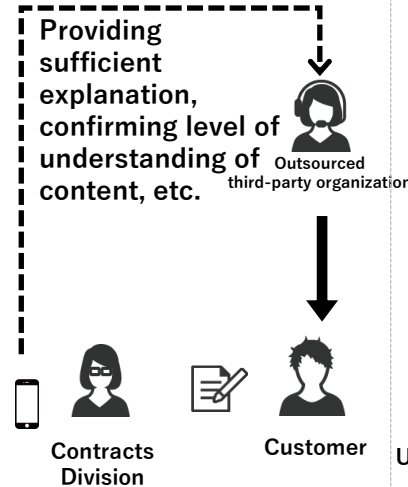 Providing
sufficient
explanation,
confirming level of
understanding of
content, etc.
Outsourced
third-party organization
Contracts
Division
Customer
U